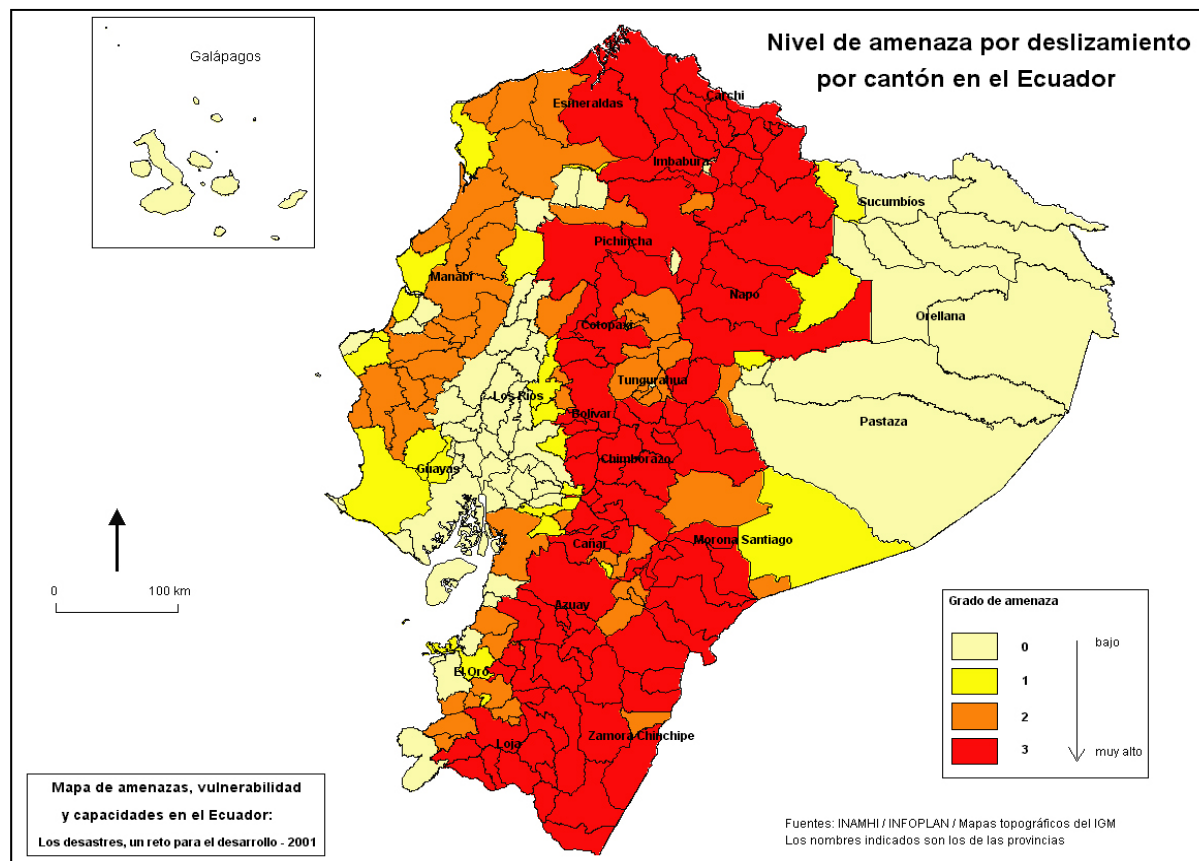 Nivel de amenaza por deslizamiento
por cantón en el Ecuador
Galápagos
Esmeraldas
Carchi
Imbabura
Sucumbíos
Pichincha
Manabí
Napo
Orellana
Cotopaxi
Tungurahua
Los Ríos
Bolívar
Pastaza
Chimborazo
Guayas
Cañar
Morona Santiago
Azuay
El Oro
Loja
Zamora Chinchipe
0 100 km
Grado de amenaza
0 bajo
1
2
3 muy alto
Mapa de amenazas, vulnerabilidad
y capacidades en el Ecuador:
Los desastres, un reto para el desarrollo - 2001
Fuentes: INAMHI / INFOPLAN / Mapas topográficos del IGM
Los nombres indicados son los de las provincias